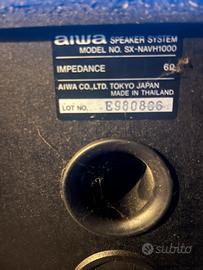 aiwa SPEAKER SYSTEM
MODEL NO. SX-NAVH1000
IMPEDANCE 6Ω
AIWA CO.,LTD. TOKYO JAPAN
MADE IN THAILAND
LOT NO. E980806
subito